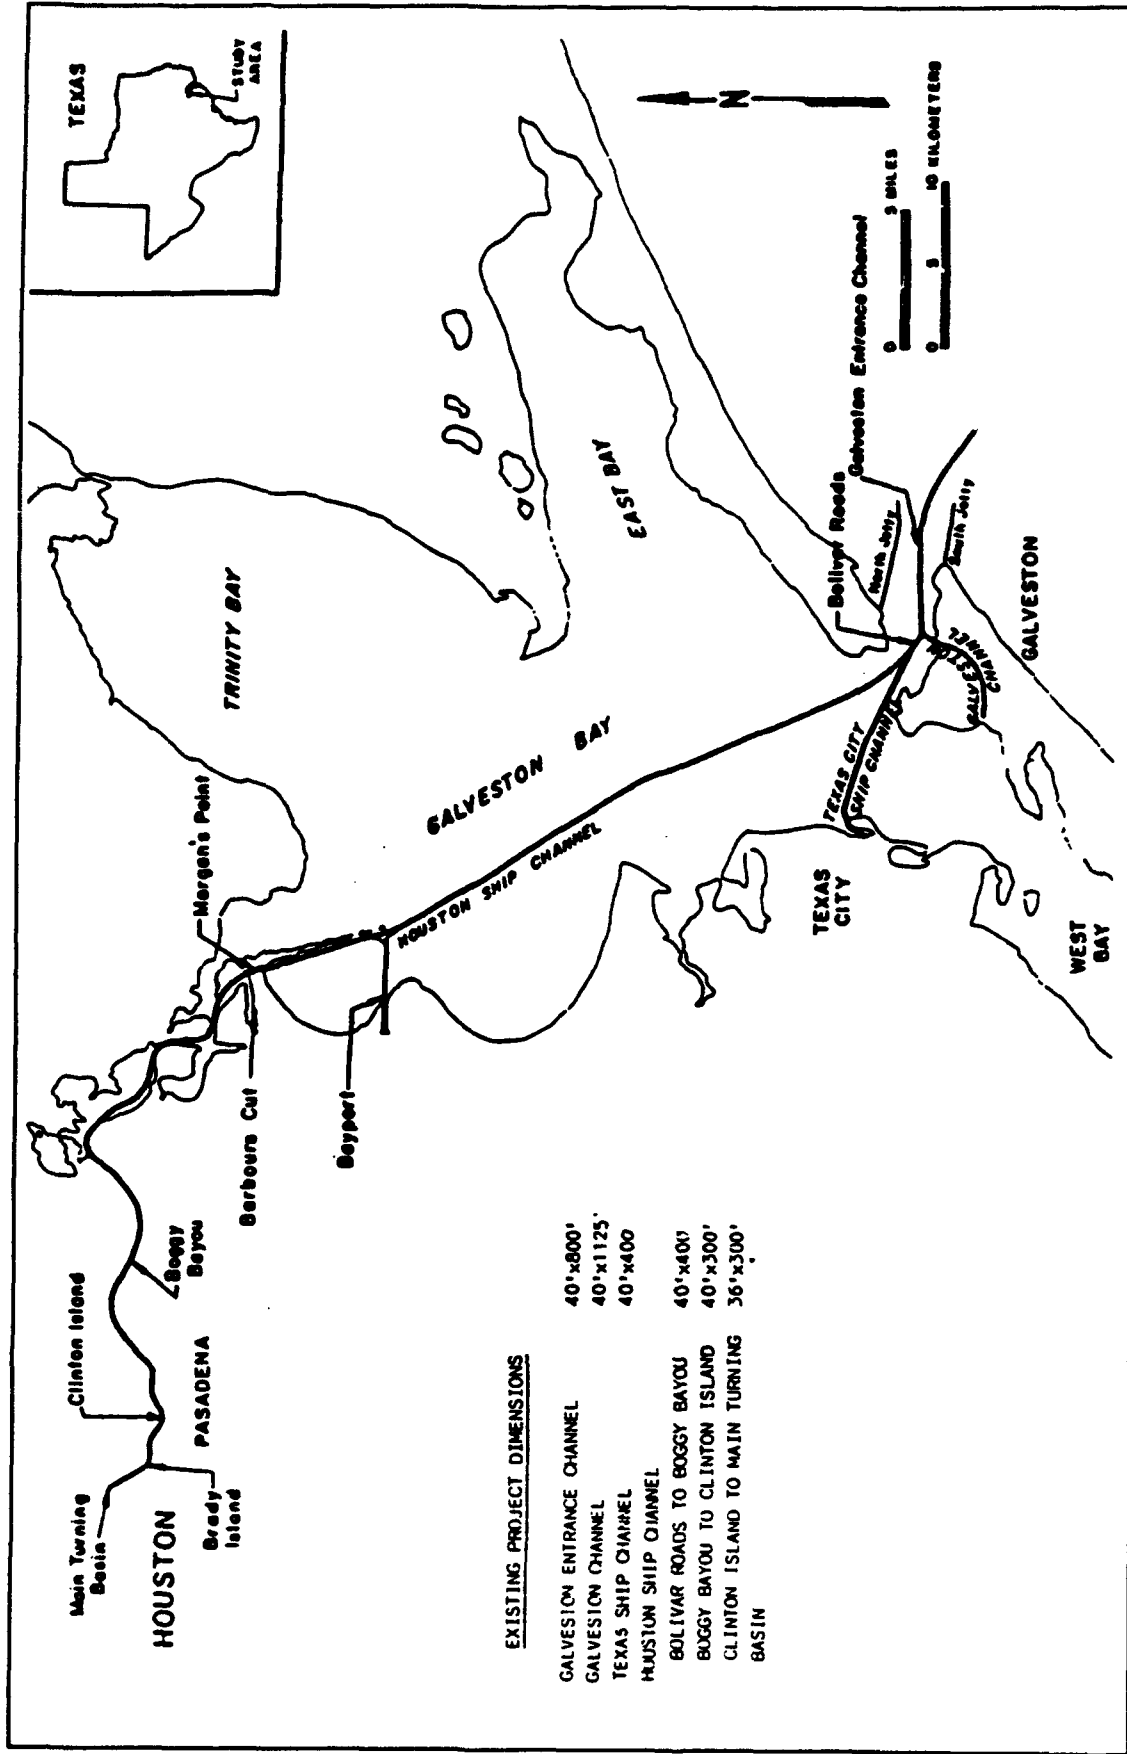 TEXAS
STUDY
AREA
Main Turning
Basin
Clinton Island
HOUSTON
PASADENA
Brady
Island
Boggy
Bayou
Morgan's Point
Barbours Cut
Bayport
TRINITY BAY
GALVESTON BAY
HOUSTON SHIP CHANNEL
EAST BAY
EXISTING PROJECT DIMENSIONS
GALVESTON ENTRANCE CHANNEL 40'x800'
GALVESTON CHANNEL 40'x1125'
TEXAS SHIP CHANNEL 40'x400
HOUSTON SHIP CHANNEL
BOLIVAR ROADS TO BOGGY BAYOU 40'x400'
BOGGY BAYOU TO CLINTON ISLAND 40'x300'
CLINTON ISLAND TO MAIN TURNING 36'x300'
BASIN
TEXAS
CITY
TEXAS CITY
SHIP CHANNEL
Bolivar Roads
Galveston Entrance Channel
North Jetty
South Jetty
GALVESTON
CHANNEL
GALVESTON
WEST
BAY
N
0 5 MILES
0 5 10 KILOMETERS